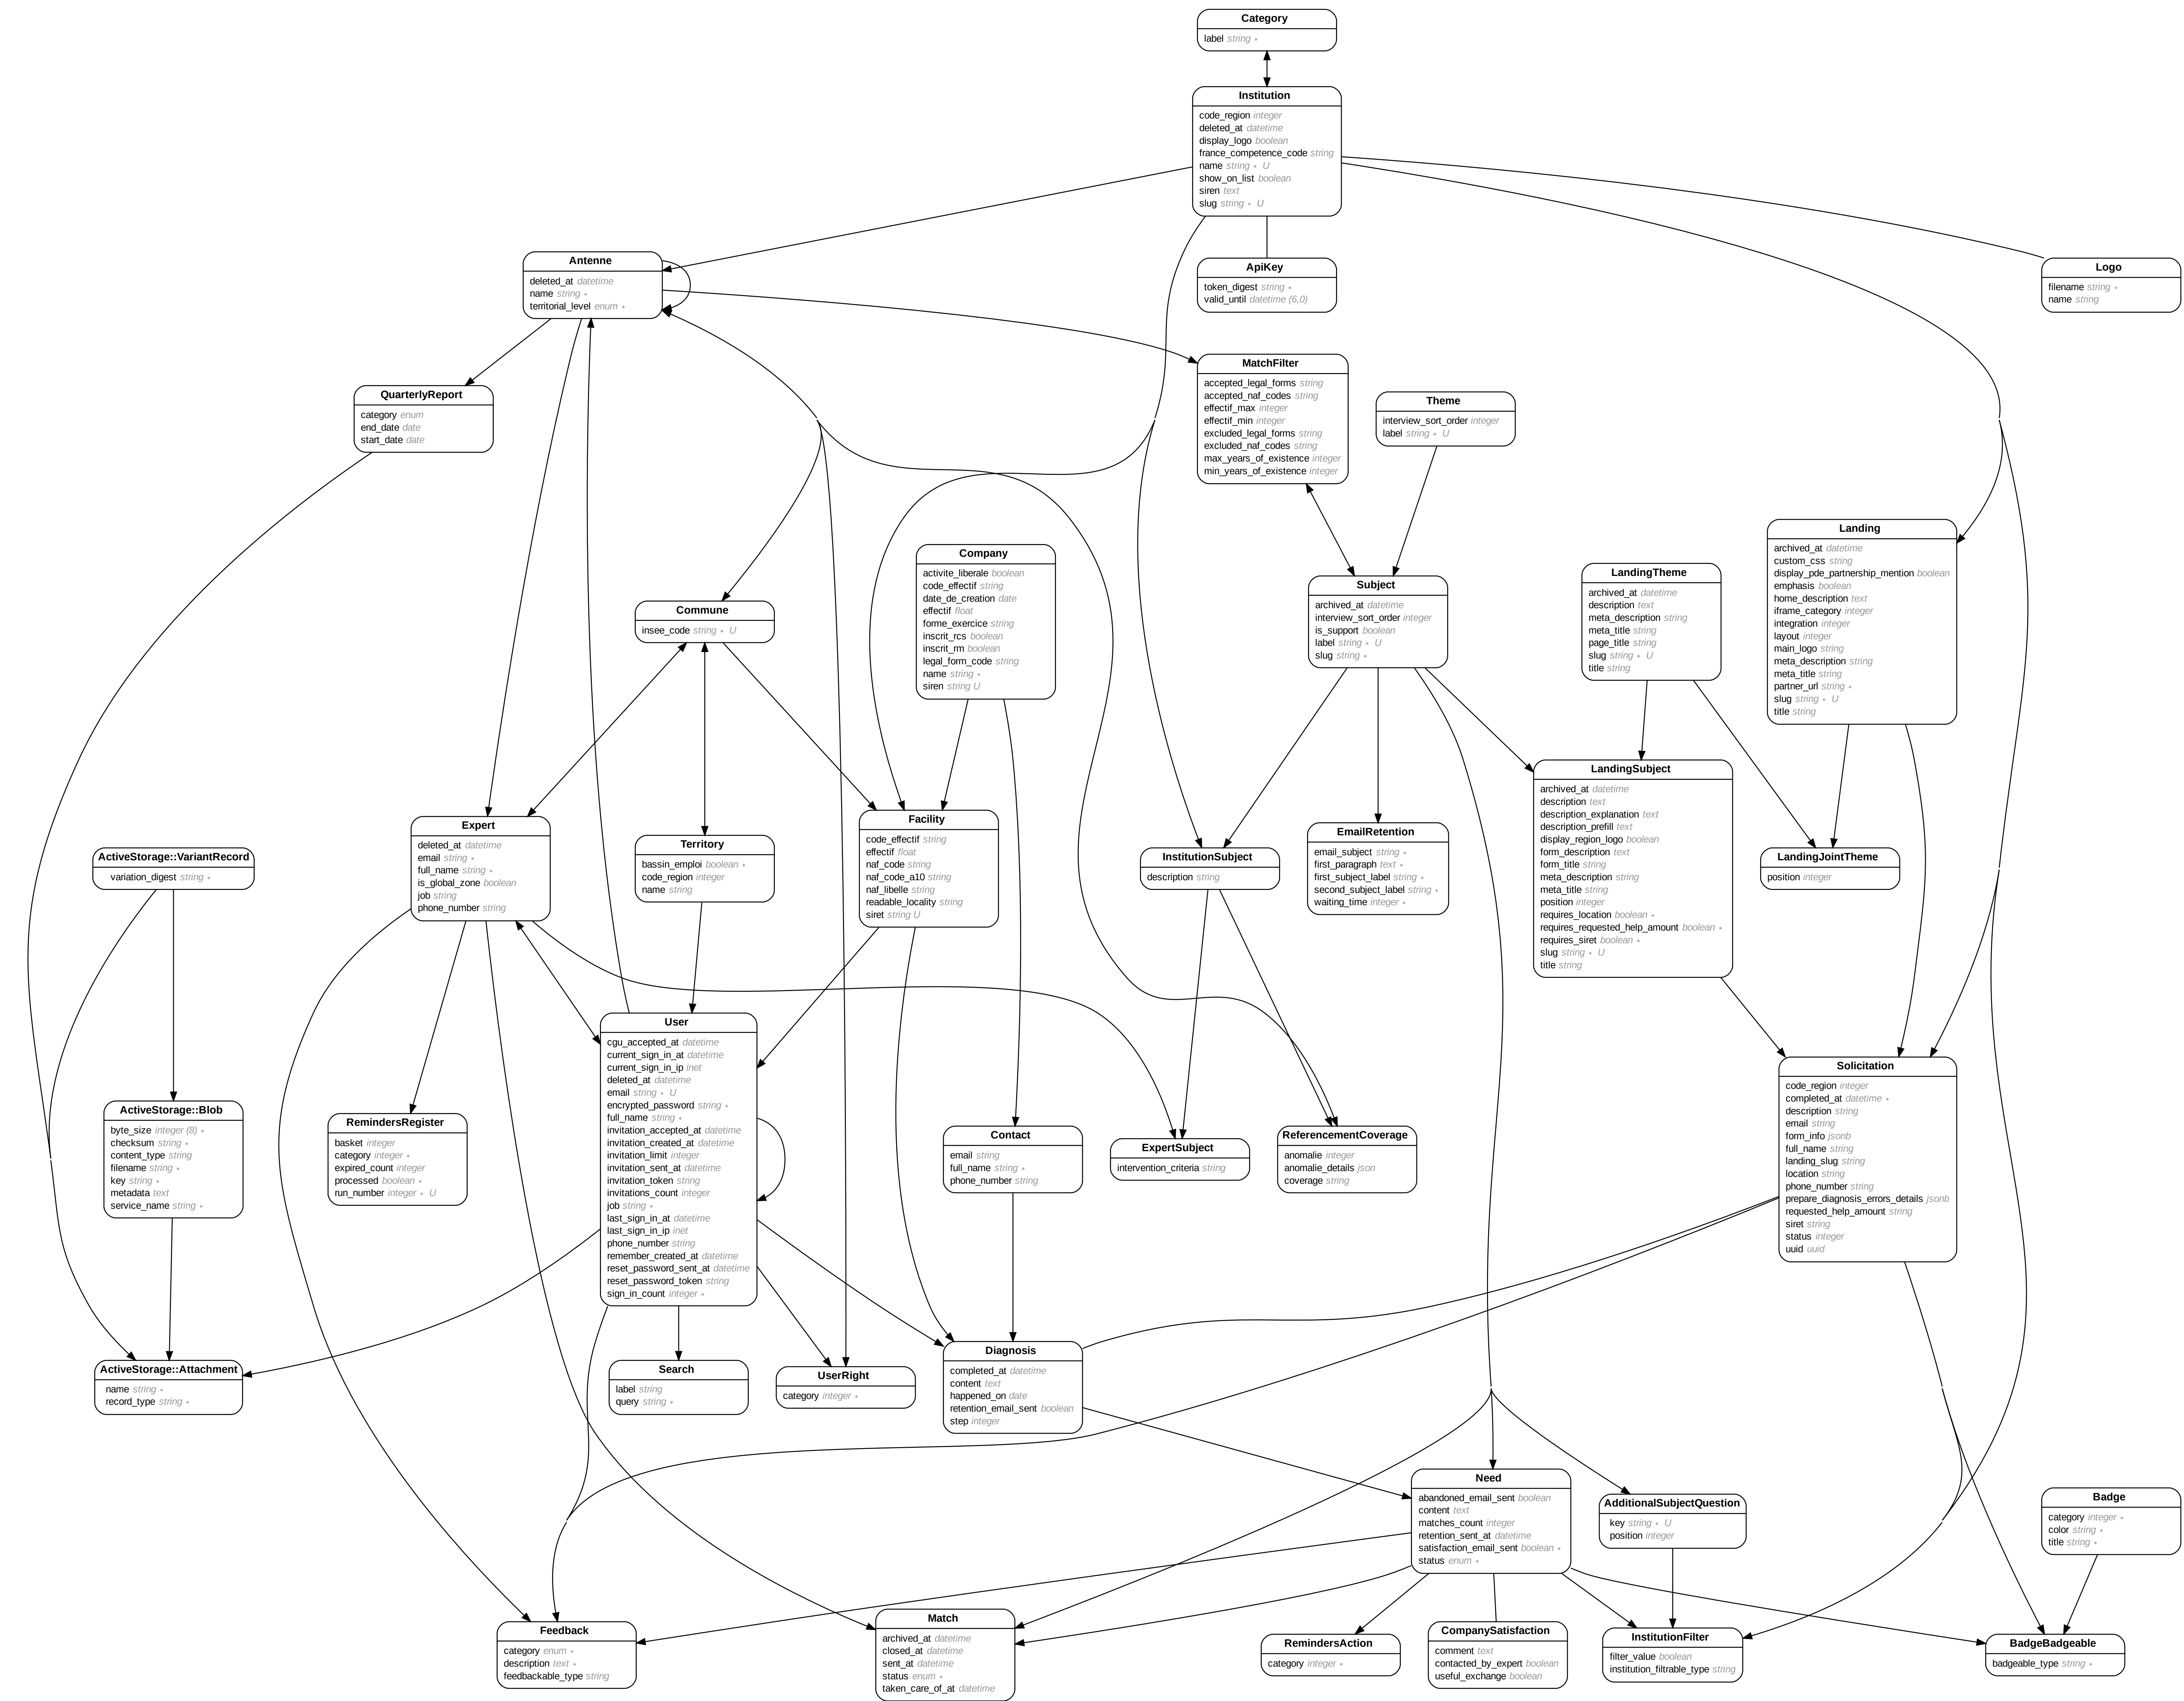 Category
label string *
Institution
code_region integer
deleted_at datetime
display_logo boolean
france_competence_code string
name string * U
show_on_list boolean
siren text
slug string * U
Antenne
deleted_at datetime
name string *
territorial_level enum *
ApiKey
token_digest string *
valid_until datetime (6,0)
Logo
filename string *
name string
QuarterlyReport
category enum
end_date date
start_date date
MatchFilter
accepted_legal_forms string
accepted_naf_codes string
effectif_max integer
effectif_min integer
excluded_legal_forms string
excluded_naf_codes string
max_years_of_existence integer
min_years_of_existence integer
Theme
interview_sort_order integer
label string * U
Company
activite_liberale boolean
code_effectif string
date_de_creation date
effectif float
forme_exercice string
inscrit_rcs boolean
inscrit_rm boolean
legal_form_code string
name string *
siren string U
Commune
insee_code string * U
Subject
archived_at datetime
interview_sort_order integer
is_support boolean
label string * U
slug string *
LandingTheme
archived_at datetime
description text
meta_description string
meta_title string
page_title string
slug string * U
title string
Landing
archived_at datetime
custom_css string
display_pde_partnership_mention boolean
emphasis boolean
home_description text
iframe_category integer
integration integer
layout integer
main_logo string
meta_description string
meta_title string
partner_url string *
slug string * U
title string
ActiveStorage::VariantRecord
variation_digest string *
Expert
deleted_at datetime
email string *
full_name string *
is_global_zone boolean
job string
phone_number string
Territory
bassin_emploi boolean *
code_region integer
name string
Facility
code_effectif string
effectif float
naf_code string
naf_code_a10 string
naf_libelle string
readable_locality string
siret string U
InstitutionSubject
description string
EmailRetention
email_subject string *
first_paragraph text *
first_subject_label string *
second_subject_label string *
waiting_time integer *
LandingSubject
archived_at datetime
description text
description_explanation text
description_prefill text
display_region_logo boolean
form_description text
form_title string
meta_description string
meta_title string
position integer
requires_location boolean *
requires_requested_help_amount boolean *
requires_siret boolean *
slug string * U
title string
LandingJointTheme
position integer
ActiveStorage::Blob
byte_size integer (8) *
checksum string *
content_type string
filename string *
key string *
metadata text
service_name string *
RemindersRegister
basket integer
category integer *
expired_count integer
processed boolean *
run_number integer * U
User
cgu_accepted_at datetime
current_sign_in_at datetime
current_sign_in_ip inet
deleted_at datetime
email string * U
encrypted_password string *
full_name string *
invitation_accepted_at datetime
invitation_created_at datetime
invitation_limit integer
invitation_sent_at datetime
invitation_token string
invitations_count integer
job string *
last_sign_in_at datetime
last_sign_in_ip inet
phone_number string
remember_created_at datetime
reset_password_sent_at datetime
reset_password_token string
sign_in_count integer *
Contact
email string
full_name string *
phone_number string
ExpertSubject
intervention_criteria string
ReferencementCoverage
anomalie integer
anomalie_details json
coverage string
Solicitation
code_region integer
completed_at datetime *
description string
email string
form_info jsonb
full_name string
landing_slug string
location string
phone_number string
prepare_diagnosis_errors_details jsonb
requested_help_amount string
siret string
status integer
uuid uuid
ActiveStorage::Attachment
name string *
record_type string *
Search
label string
query string *
UserRight
category integer *
Diagnosis
completed_at datetime
content text
happened_on date
retention_email_sent boolean
step integer
Need
abandoned_email_sent boolean
content text
matches_count integer
retention_sent_at datetime
satisfaction_email_sent boolean *
status enum *
AdditionalSubjectQuestion
key string * U
position integer
Badge
category integer *
color string *
title string *
Feedback
category enum *
description text *
feedbackable_type string
Match
archived_at datetime
closed_at datetime
sent_at datetime
status enum *
taken_care_of_at datetime
RemindersAction
category integer *
CompanySatisfaction
comment text
contacted_by_expert boolean
useful_exchange boolean
InstitutionFilter
filter_value boolean
institution_filtrable_type string
BadgeBadgeable
badgeable_type string *